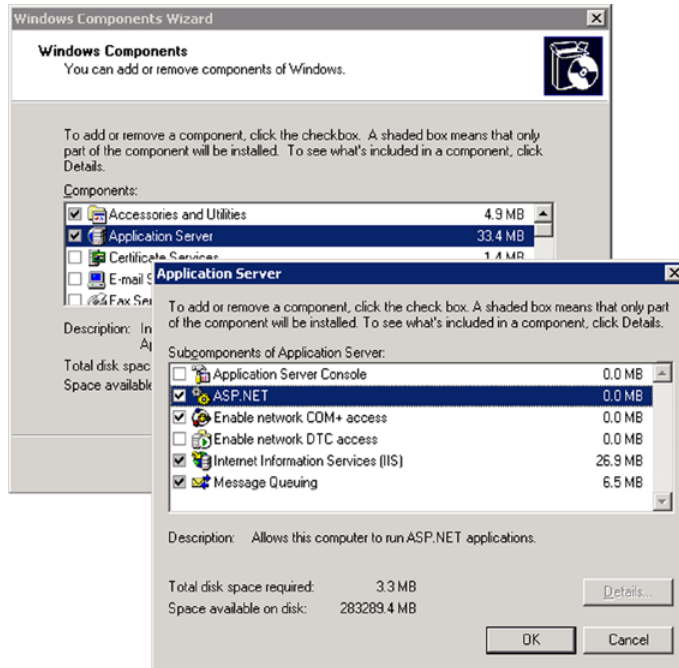 Windows Components Wizard
Windows Components
You can add or remove components of Windows.
To add or remove a component, click the checkbox. A shaded box means that only
part of the component will be installed. To see what's included in a component, click
Details.
Components:
Accessories and Utilities 4.9 MB
Application Server 33.4 MB
Certificate Services 1.4 MB
E-mail
Fax
Description:
Total disk
Space available
Application Server
To add or remove a component, click the check box. A shaded box means that only part
of the component will be installed. To see what's included in a component, click Details.
Subcomponents of Application Server:
Application Server Console 0.0 MB
ASP.NET 0.0 MB
Enable network COM+ access 0.0 MB
Enable network DTC access 0.0 MB
Internet Information Services (IIS) 26.9 MB
Message Queuing 6.5 MB
Description: Allows this computer to run ASP.NET applications.
Total disk space required: 3.3 MB
Space available on disk: 283289.4 MB
Details...
OK Cancel